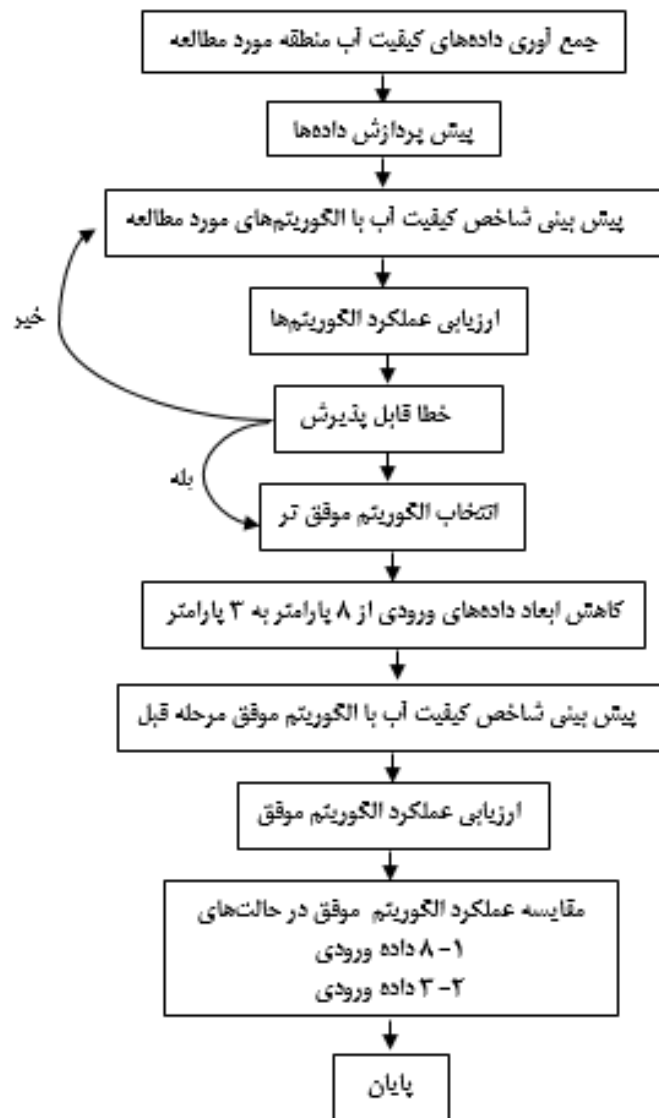 جمع آوری داده‌های کیفیت آب منطقه مورد مطالعه
پیش پردازش داده‌ها
پیش بینی شاخص کیفیت آب با الگوریتم‌های مورد مطالعه
ارزیابی عملکرد الگوریتم‌ها
خیر
خطا قابل پذیرش
بله
انتخاب الگوریتم موفق تر
کاهش ابعاد داده‌های ورودی از ۸ پارامتر به ۳ پارامتر
پیش بینی شاخص کیفیت آب با الگوریتم موفق مرحله قبل
ارزیابی عملکرد الگوریتم موفق
مقایسه عملکرد الگوریتم موفق در حالت‌های
۱- ۸ داده ورودی
۲- ۳ داده ورودی
پایان